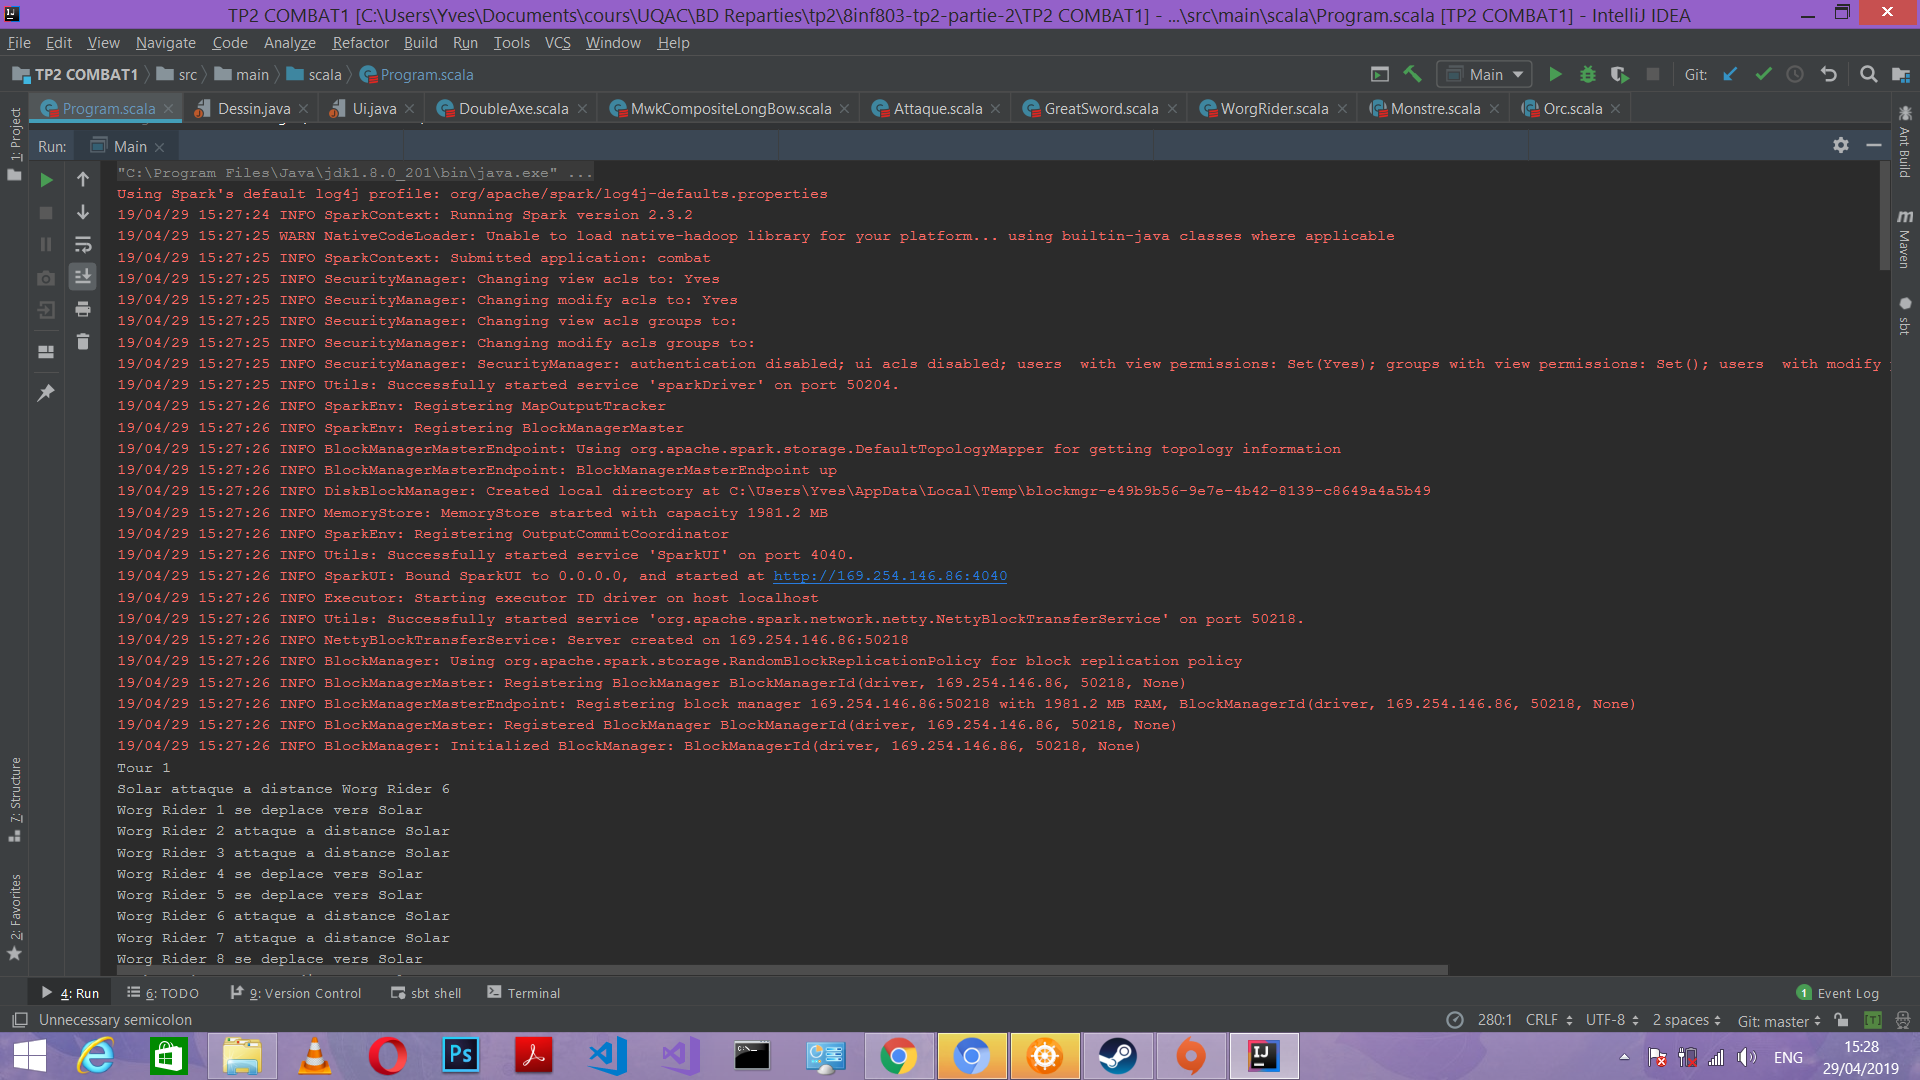 TP2 COMBAT1 [C:\Users\Yves\Documents\cours\UQAC\BD Reparties\tp2\8inf803-tp2-partie-2\TP2 COMBAT1] - ...\src\main\scala\Program.scala [TP2 COMBAT1] - IntelliJ IDEA
File Edit View Navigate Code Analyze Refactor Build Run Tools VCS Window Help
TP2 COMBAT1 src main scala Program.scala Main Git:
Program.scala Dessin.java Ui.java DoubleAxe.scala MwkCompositeLongBow.scala Attaque.scala GreatSword.scala WorgRider.scala Monstre.scala Orc.scala
Run: Main
1: Project
7: Structure
2: Favorites
Ant Build
Maven
sbt
"C:\Program Files\Java\jdk1.8.0_201\bin\java.exe" ...
Using Spark's default log4j profile: org/apache/spark/log4j-defaults.properties
19/04/29 15:27:24 INFO SparkContext: Running Spark version 2.3.2
19/04/29 15:27:25 WARN NativeCodeLoader: Unable to load native-hadoop library for your platform... using builtin-java classes where applicable
19/04/29 15:27:25 INFO SparkContext: Submitted application: combat
19/04/29 15:27:25 INFO SecurityManager: Changing view acls to: Yves
19/04/29 15:27:25 INFO SecurityManager: Changing modify acls to: Yves
19/04/29 15:27:25 INFO SecurityManager: Changing view acls groups to:
19/04/29 15:27:25 INFO SecurityManager: Changing modify acls groups to:
19/04/29 15:27:25 INFO SecurityManager: SecurityManager: authentication disabled; ui acls disabled; users  with view permissions: Set(Yves); groups with view permissions: Set(); users  with modify
19/04/29 15:27:26 INFO Utils: Successfully started service 'sparkDriver' on port 50204.
19/04/29 15:27:26 INFO SparkEnv: Registering MapOutputTracker
19/04/29 15:27:26 INFO SparkEnv: Registering BlockManagerMaster
19/04/29 15:27:26 INFO BlockManagerMasterEndpoint: Using org.apache.spark.storage.DefaultTopologyMapper for getting topology information
19/04/29 15:27:26 INFO BlockManagerMasterEndpoint: BlockManagerMasterEndpoint up
19/04/29 15:27:26 INFO DiskBlockManager: Created local directory at C:\Users\Yves\AppData\Local\Temp\blockmgr-e49b9b56-9e7e-4b42-8139-c8649a4a5b49
19/04/29 15:27:26 INFO MemoryStore: MemoryStore started with capacity 1981.2 MB
19/04/29 15:27:26 INFO SparkEnv: Registering OutputCommitCoordinator
19/04/29 15:27:26 INFO Utils: Successfully started service 'SparkUI' on port 4040.
19/04/29 15:27:26 INFO SparkUI: Bound SparkUI to 0.0.0.0, and started at http://169.254.146.86:4040
19/04/29 15:27:26 INFO Executor: Starting executor ID driver on host localhost
19/04/29 15:27:26 INFO Utils: Successfully started service 'org.apache.spark.network.netty.NettyBlockTransferService' on port 50218.
19/04/29 15:27:26 INFO NettyBlockTransferService: Server created on 169.254.146.86:50218
19/04/29 15:27:26 INFO BlockManager: Using org.apache.spark.storage.RandomBlockReplicationPolicy for block replication policy
19/04/29 15:27:26 INFO BlockManagerMaster: Registering BlockManager BlockManagerId(driver, 169.254.146.86, 50218, None)
19/04/29 15:27:26 INFO BlockManagerMasterEndpoint: Registering block manager 169.254.146.86:50218 with 1981.2 MB RAM, BlockManagerId(driver, 169.254.146.86, 50218, None)
19/04/29 15:27:26 INFO BlockManagerMaster: Registered BlockManager BlockManagerId(driver, 169.254.146.86, 50218, None)
19/04/29 15:27:26 INFO BlockManager: Initialized BlockManager: BlockManagerId(driver, 169.254.146.86, 50218, None)
Tour 1
Solar attaque a distance Worg Rider 6
Worg Rider 1 se deplace vers Solar
Worg Rider 2 attaque a distance Solar
Worg Rider 3 attaque a distance Solar
Worg Rider 4 se deplace vers Solar
Worg Rider 5 se deplace vers Solar
Worg Rider 6 attaque a distance Solar
Worg Rider 7 attaque a distance Solar
Worg Rider 8 se deplace vers Solar
4: Run 6: TODO 9: Version Control sbt shell Terminal 1 Event Log
Unnecessary semicolon 280:1 CRLF UTF-8 2 spaces Git: master [T]
ENG 15:28
29/04/2019